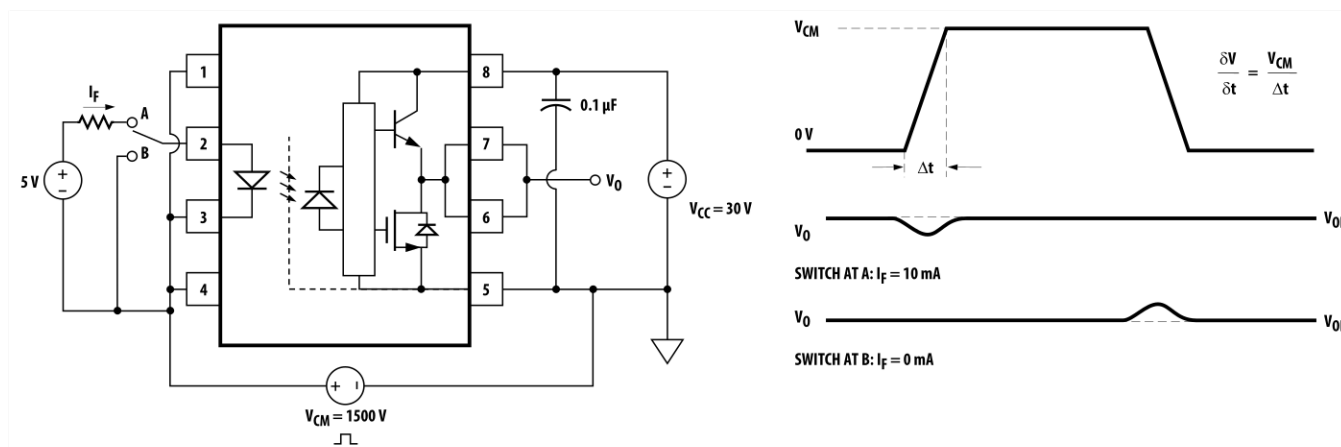 1
8
I_F
A
B
0.1 µF
2
7
5 V
+
−
V_O
+
−
3
6
V_CC = 30 V
4
5
+
V_CM = 1500 V
V_CM
δV / δt = V_CM / Δt
0 V
Δt
V_O
SWITCH AT A: I_F = 10 mA
V_O
SWITCH AT B: I_F = 0 mA